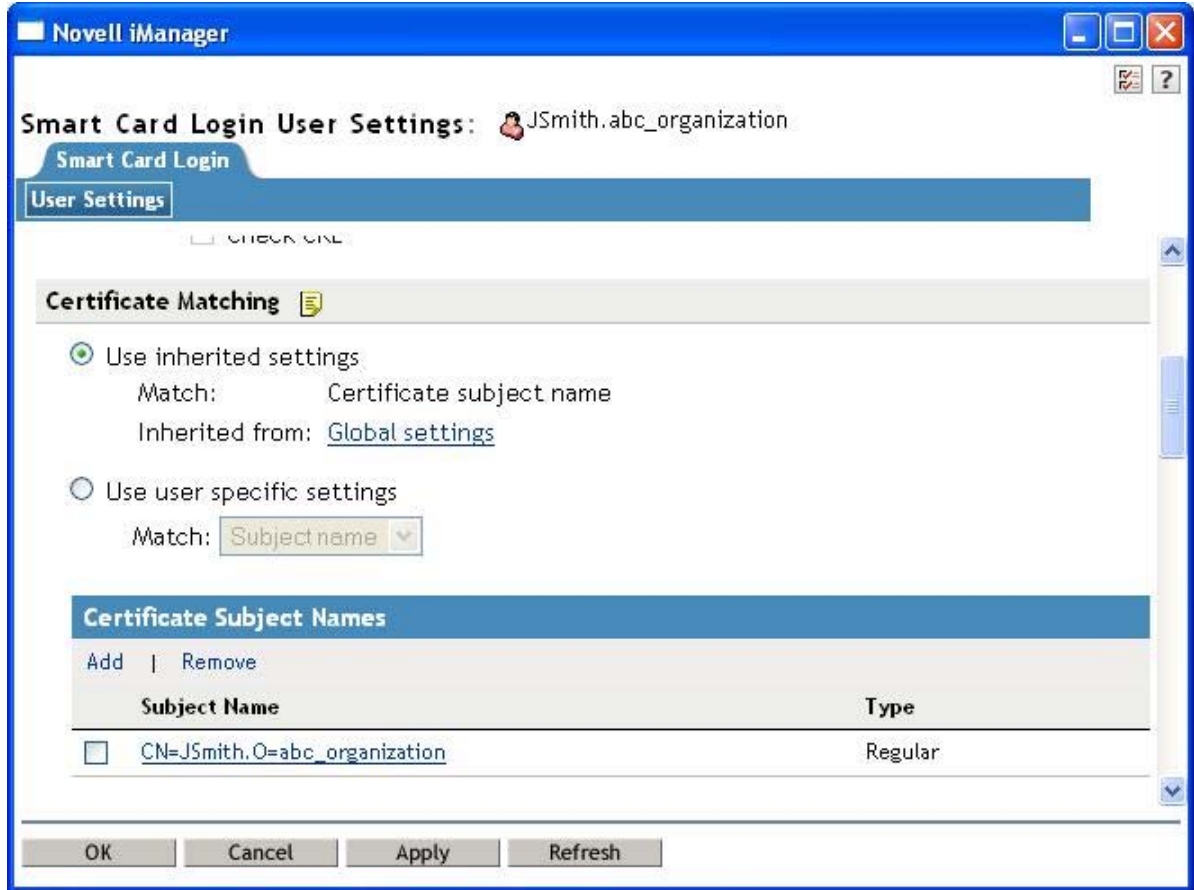 Novell iManager
?
Smart Card Login User Settings: JSmith.abc_organization
Smart Card Login
User Settings
Check CRL
Certificate Matching
Use inherited settings
Match: Certificate subject name
Inherited from: Global settings
Use user specific settings
Match: Subject name
Certificate Subject Names
Add | Remove
Subject Name Type
CN=JSmith.O=abc_organization Regular
OK Cancel Apply Refresh